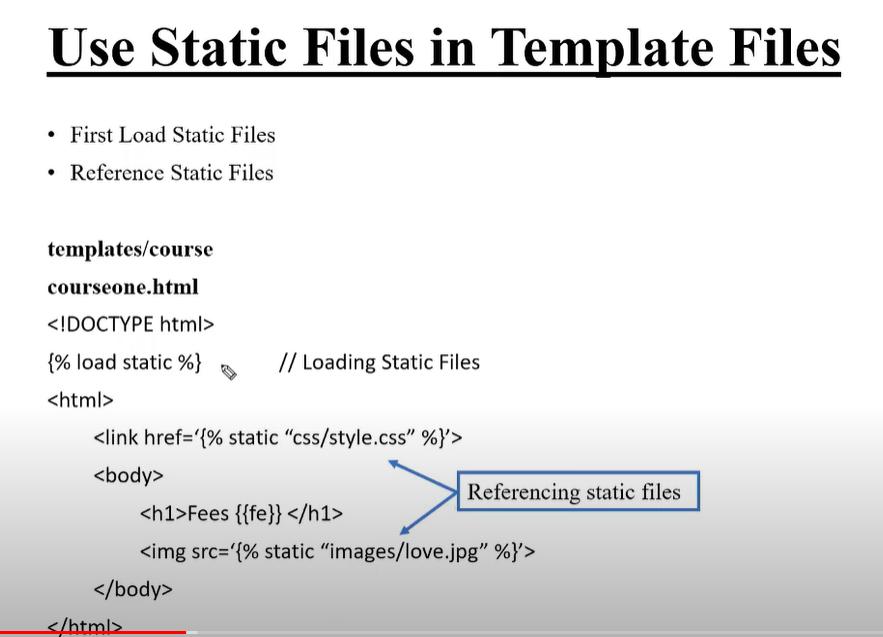 Use Static Files in Template Files
• First Load Static Files
• Reference Static Files
templates/course
courseone.html
<!DOCTYPE html>
{% load static %} // Loading Static Files
<html>
<link href=‘{% static “css/style.css” %}’>
<body>
Referencing static files
<h1>Fees {{fe}} </h1>
<img src=‘{% static “images/love.jpg” %}’>
</body>
</html>